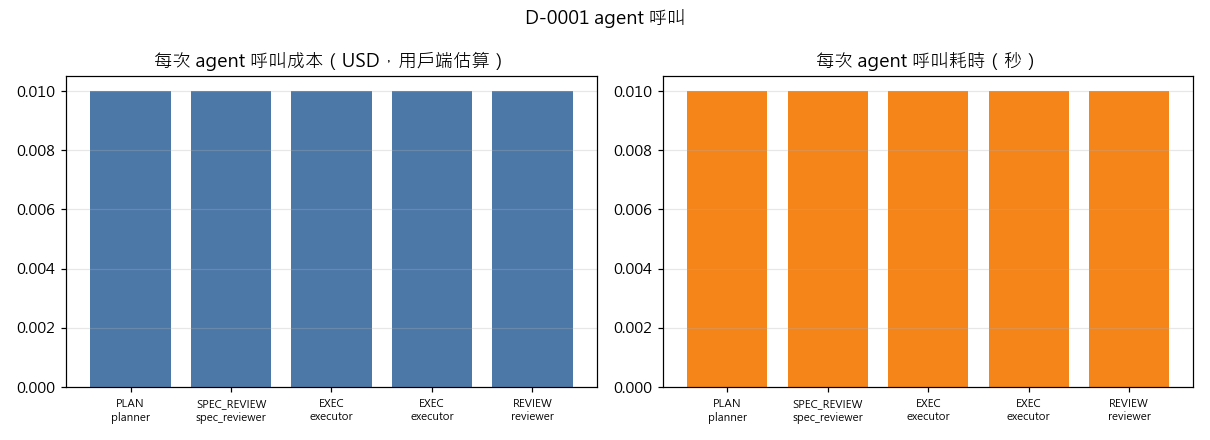 D-0001 agent 呼叫
每次 agent 呼叫成本（USD，用戶端估算）
0.010
0.008
0.006
0.004
0.002
0.000
PLAN
planner
SPEC_REVIEW
spec_reviewer
EXEC
executor
EXEC
executor
REVIEW
reviewer
每次 agent 呼叫耗時（秒）
0.010
0.008
0.006
0.004
0.002
0.000
PLAN
planner
SPEC_REVIEW
spec_reviewer
EXEC
executor
EXEC
executor
REVIEW
reviewer